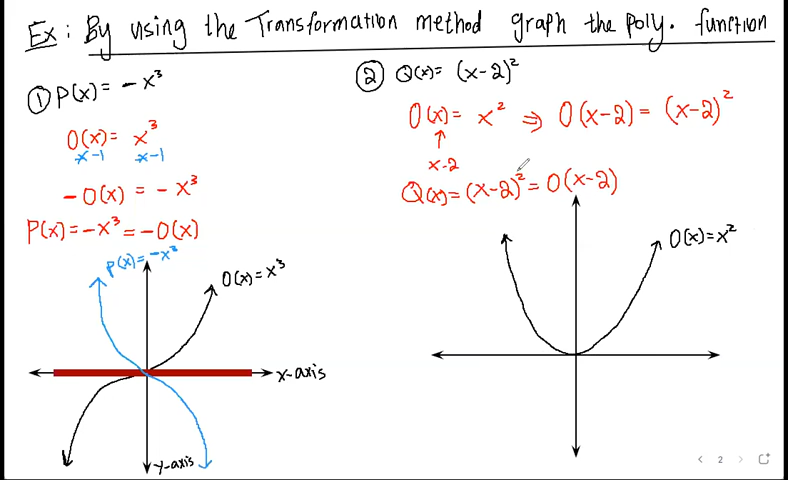 Ex: By using the Transformation method graph the poly. function
① P(x) = -x³
O(x) = x³
x-1 x-1
-O(x) = -x³
P(x) = -x³ = -O(x)
P(x) = -x³
O(x) = x³
x-axis
y-axis
② Q(x) = (x-2)²
O(x) = x² ⇒ O(x-2) = (x-2)²
↑
x-2
Q(x) = (x-2)² = O(x-2)
O(x) = x²
< 2 >